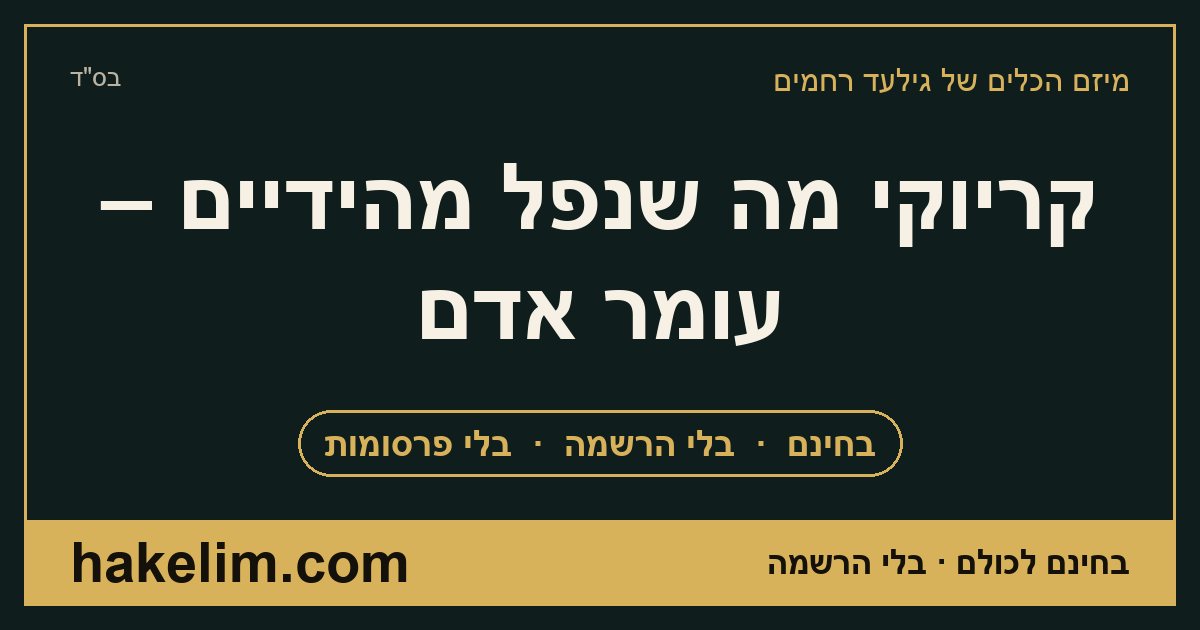 מיזם הכלים של גילעד רחמים
בס"ד
קריוקי מה שנפל מהידיים –
עומר אדם
בחינם · בלי הרשמה · בלי פרסומות
בחינם לכולם · בלי הרשמה
hakelim.com